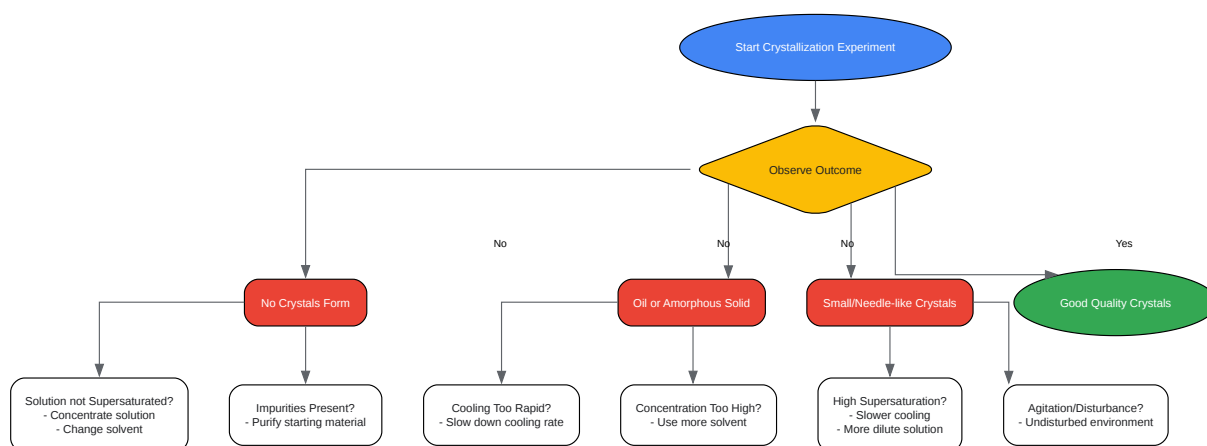 Start Crystallization Experiment
Observe Outcome
No
No
No
Yes
No Crystals Form
Oil or Amorphous Solid
Small/Needle-like Crystals
Good Quality Crystals
Solution not Supersaturated?
- Concentrate solution
- Change solvent
Impurities Present?
- Purify starting material
Cooling Too Rapid?
- Slow down cooling rate
Concentration Too High?
- Use more solvent
High Supersaturation?
- Slower cooling
- More dilute solution
Agitation/Disturbance?
- Undisturbed environment